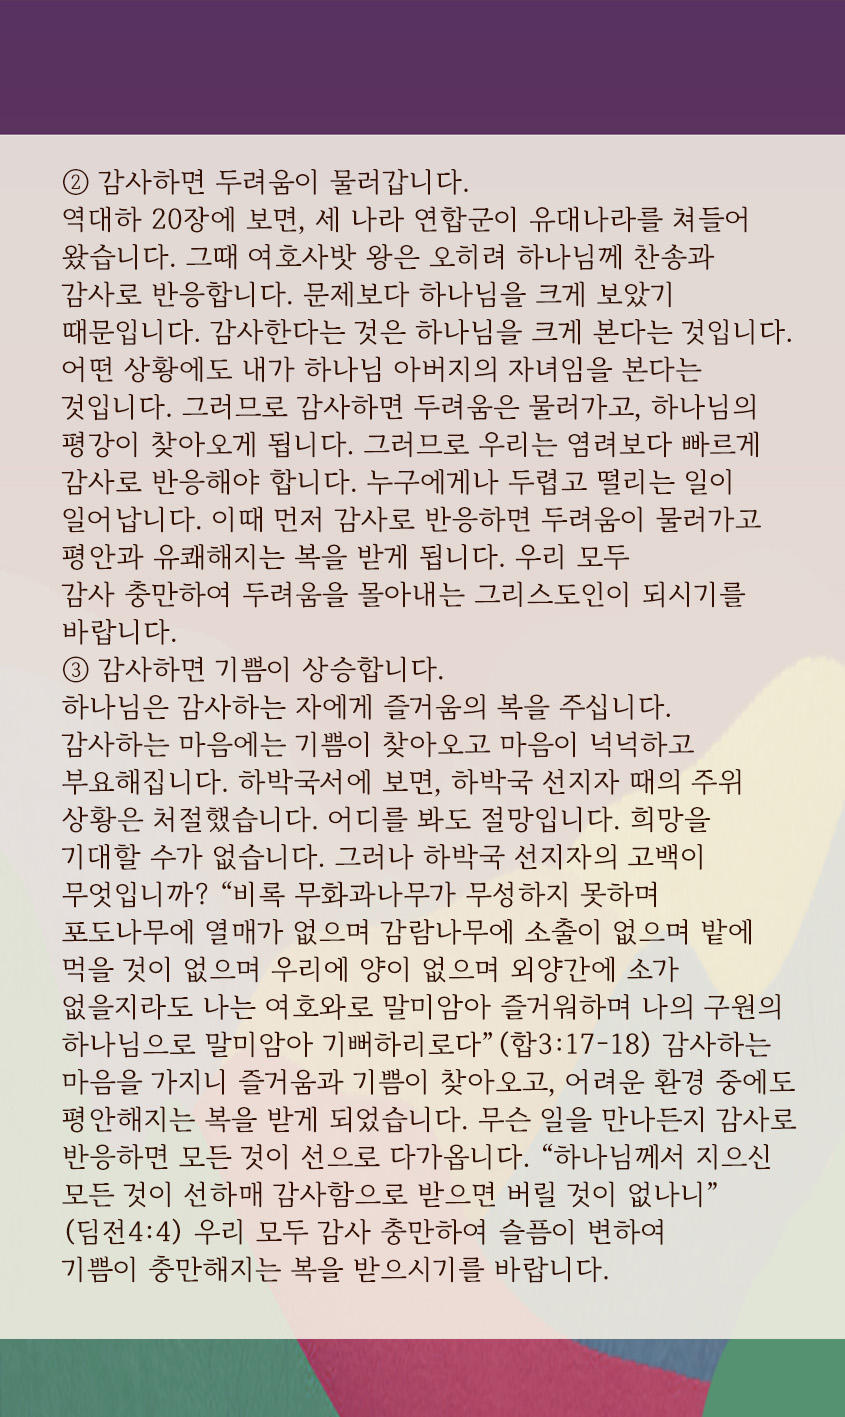 ② 감사하면 두려움이 물러갑니다.
역대하 20장에 보면, 세 나라 연합군이 유대나라를 쳐들어
왔습니다. 그때 여호사밧 왕은 오히려 하나님께 찬송과
감사로 반응합니다. 문제보다 하나님을 크게 보았기
때문입니다. 감사한다는 것은 하나님을 크게 본다는 것입니다.
어떤 상황에도 내가 하나님 아버지의 자녀임을 본다는
것입니다. 그러므로 감사하면 두려움은 물러가고, 하나님의
평강이 찾아오게 됩니다. 그러므로 우리는 염려보다 빠르게
감사로 반응해야 합니다. 누구에게나 두렵고 떨리는 일이
일어납니다. 이때 먼저 감사로 반응하면 두려움이 물러가고
평안과 유쾌해지는 복을 받게 됩니다. 우리 모두
감사 충만하여 두려움을 몰아내는 그리스도인이 되시기를
바랍니다.
③ 감사하면 기쁨이 상승합니다.
하나님은 감사하는 자에게 즐거움의 복을 주십니다.
감사하는 마음에는 기쁨이 찾아오고 마음이 넉넉하고
부요해집니다. 하박국서에 보면, 하박국 선지자 때의 주위
상황은 처절했습니다. 어디를 봐도 절망입니다. 희망을
기대할 수가 없습니다. 그러나 하박국 선지자의 고백이
무엇입니까? “비록 무화과나무가 무성하지 못하며
포도나무에 열매가 없으며 감람나무에 소출이 없으며 밭에
먹을 것이 없으며 우리에 양이 없으며 외양간에 소가
없을지라도 나는 여호와로 말미암아 즐거워하며 나의 구원의
하나님으로 말미암아 기뻐하리로다”(합3:17-18) 감사하는
마음을 가지니 즐거움과 기쁨이 찾아오고, 어려운 환경 중에도
평안해지는 복을 받게 되었습니다. 무슨 일을 만나든지 감사로
반응하면 모든 것이 선으로 다가옵니다. “하나님께서 지으신
모든 것이 선하매 감사함으로 받으면 버릴 것이 없나니”
(딤전4:4) 우리 모두 감사 충만하여 슬픔이 변하여
기쁨이 충만해지는 복을 받으시기를 바랍니다.